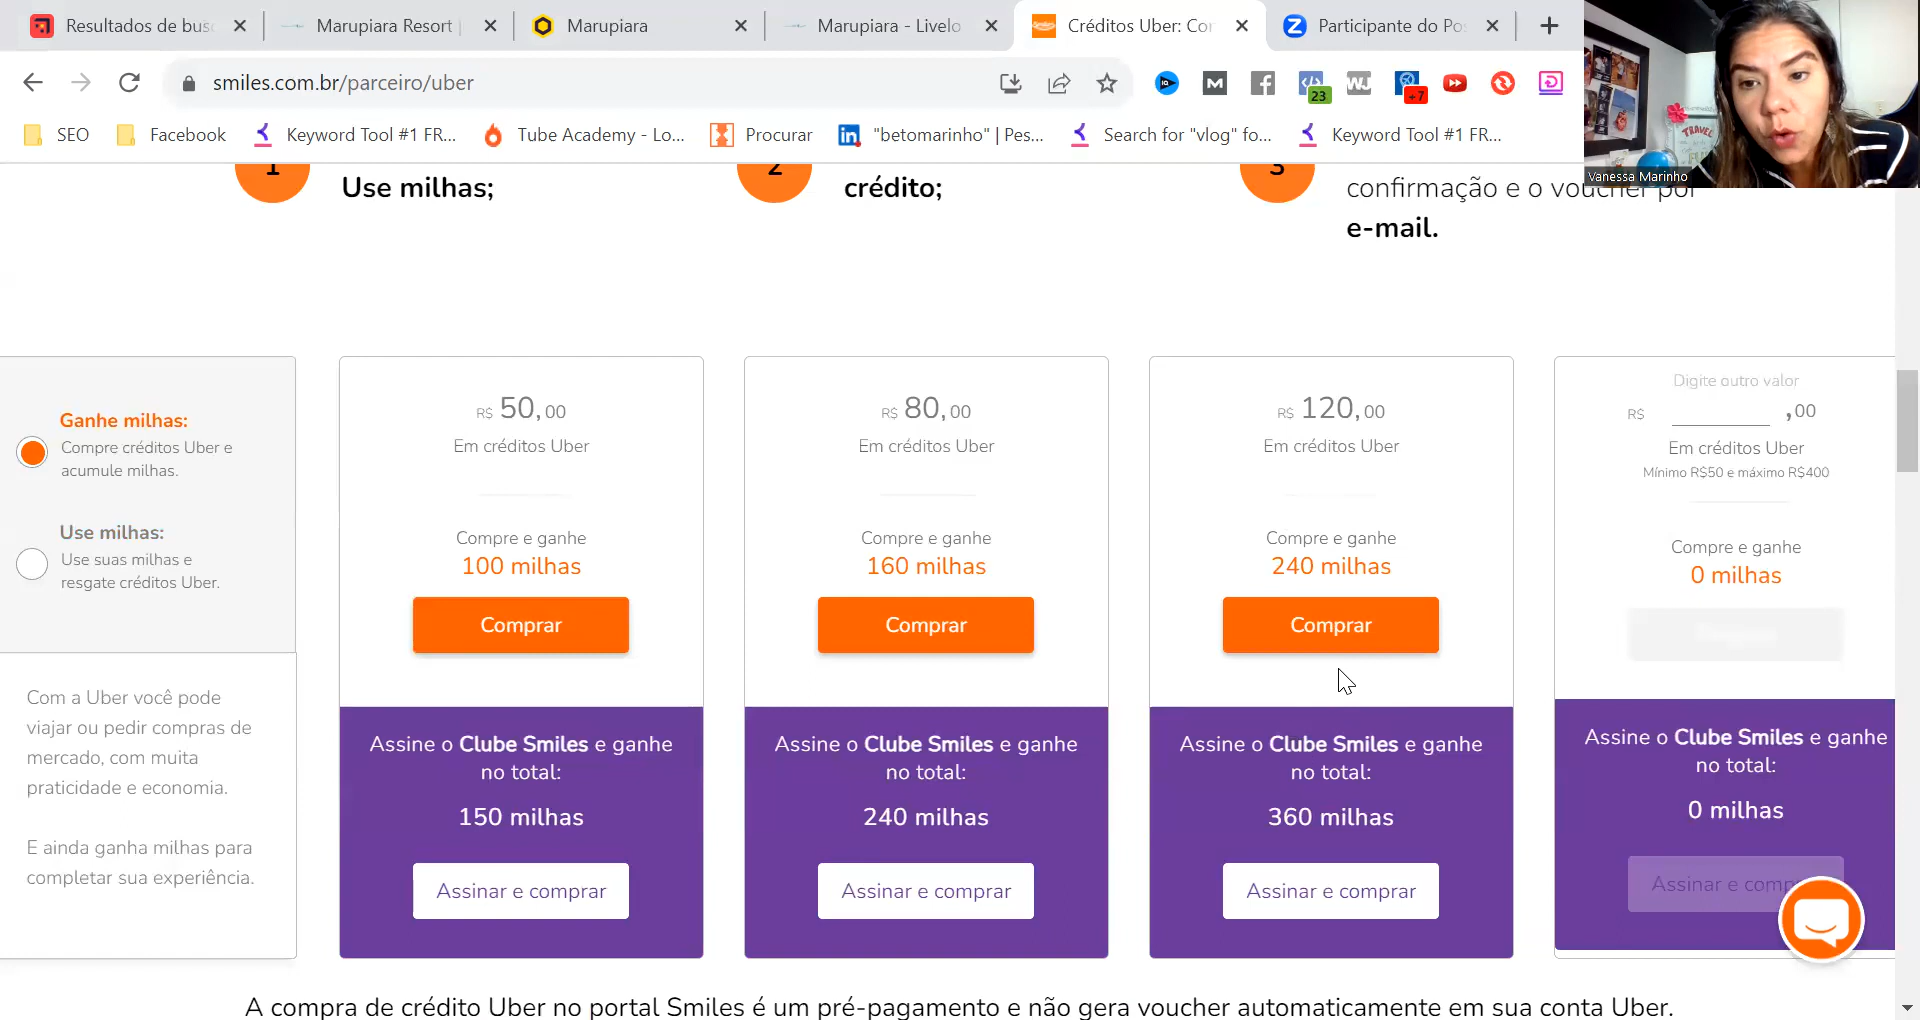 Resultados de bus
Marupiara Resort |
Marupiara
Marupiara - Livelo
Créditos Uber: Cor
Participante do Po
smiles.com.br/parceiro/uber
23
+7
SEO
Facebook
Keyword Tool #1 FR...
Tube Academy - Lo...
Procurar
"betomarinho" | Pes...
Search for "vlog" fo...
Keyword Tool #1 FR...
TRAVEL
Vanessa Marinho
1
Use milhas;
2
crédito;
3
confirmação e o voucher por
e-mail.
Ganhe milhas:
Compre créditos Uber e
acumule milhas.
Use milhas:
Use suas milhas e
resgate créditos Uber.
Com a Uber você pode
viajar ou pedir compras de
mercado, com muita
praticidade e economia.
E ainda ganha milhas para
completar sua experiência.
R$ 50,00
Em créditos Uber
Compre e ganhe
100 milhas
Comprar
Assine o Clube Smiles e ganhe
no total:
150 milhas
Assinar e comprar
R$ 80,00
Em créditos Uber
Compre e ganhe
160 milhas
Comprar
Assine o Clube Smiles e ganhe
no total:
240 milhas
Assinar e comprar
R$ 120,00
Em créditos Uber
Compre e ganhe
240 milhas
Comprar
Assine o Clube Smiles e ganhe
no total:
360 milhas
Assinar e comprar
Digite outro valor
R$ ,00
Em créditos Uber
Mínimo R$50 e máximo R$400
Compre e ganhe
0 milhas
Assine o Clube Smiles e ganhe
no total:
0 milhas
Assinar e comp
A compra de crédito Uber no portal Smiles é um pré-pagamento e não gera voucher automaticamente em sua conta Uber.